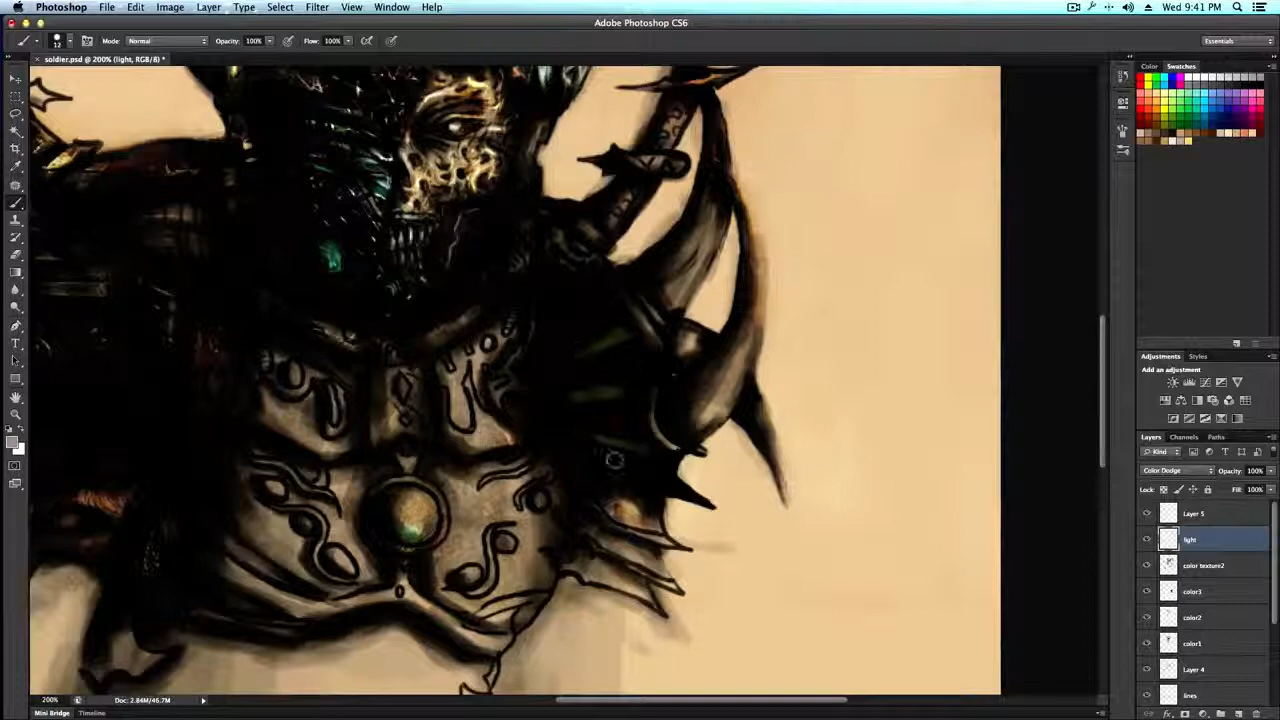 Photoshop File Edit Image Layer Type Select Filter View Window Help
Wed 9:41 PM
Adobe Photoshop CS6
12
Mode: Normal
Opacity: 100%
Flow: 100%
Essentials
soldier.psd @ 200% (light, RGB/8) *
Color Swatches
Adjustments Styles
Add an adjustment
Layers Channels Paths
Kind
Color Dodge Opacity: 100%
Lock: Fill: 100%
Layer 5
light
color texture2
color3
color2
color1
Layer 4
lines
200% Doc: 2.84M/46.7M
Mini Bridge Timeline